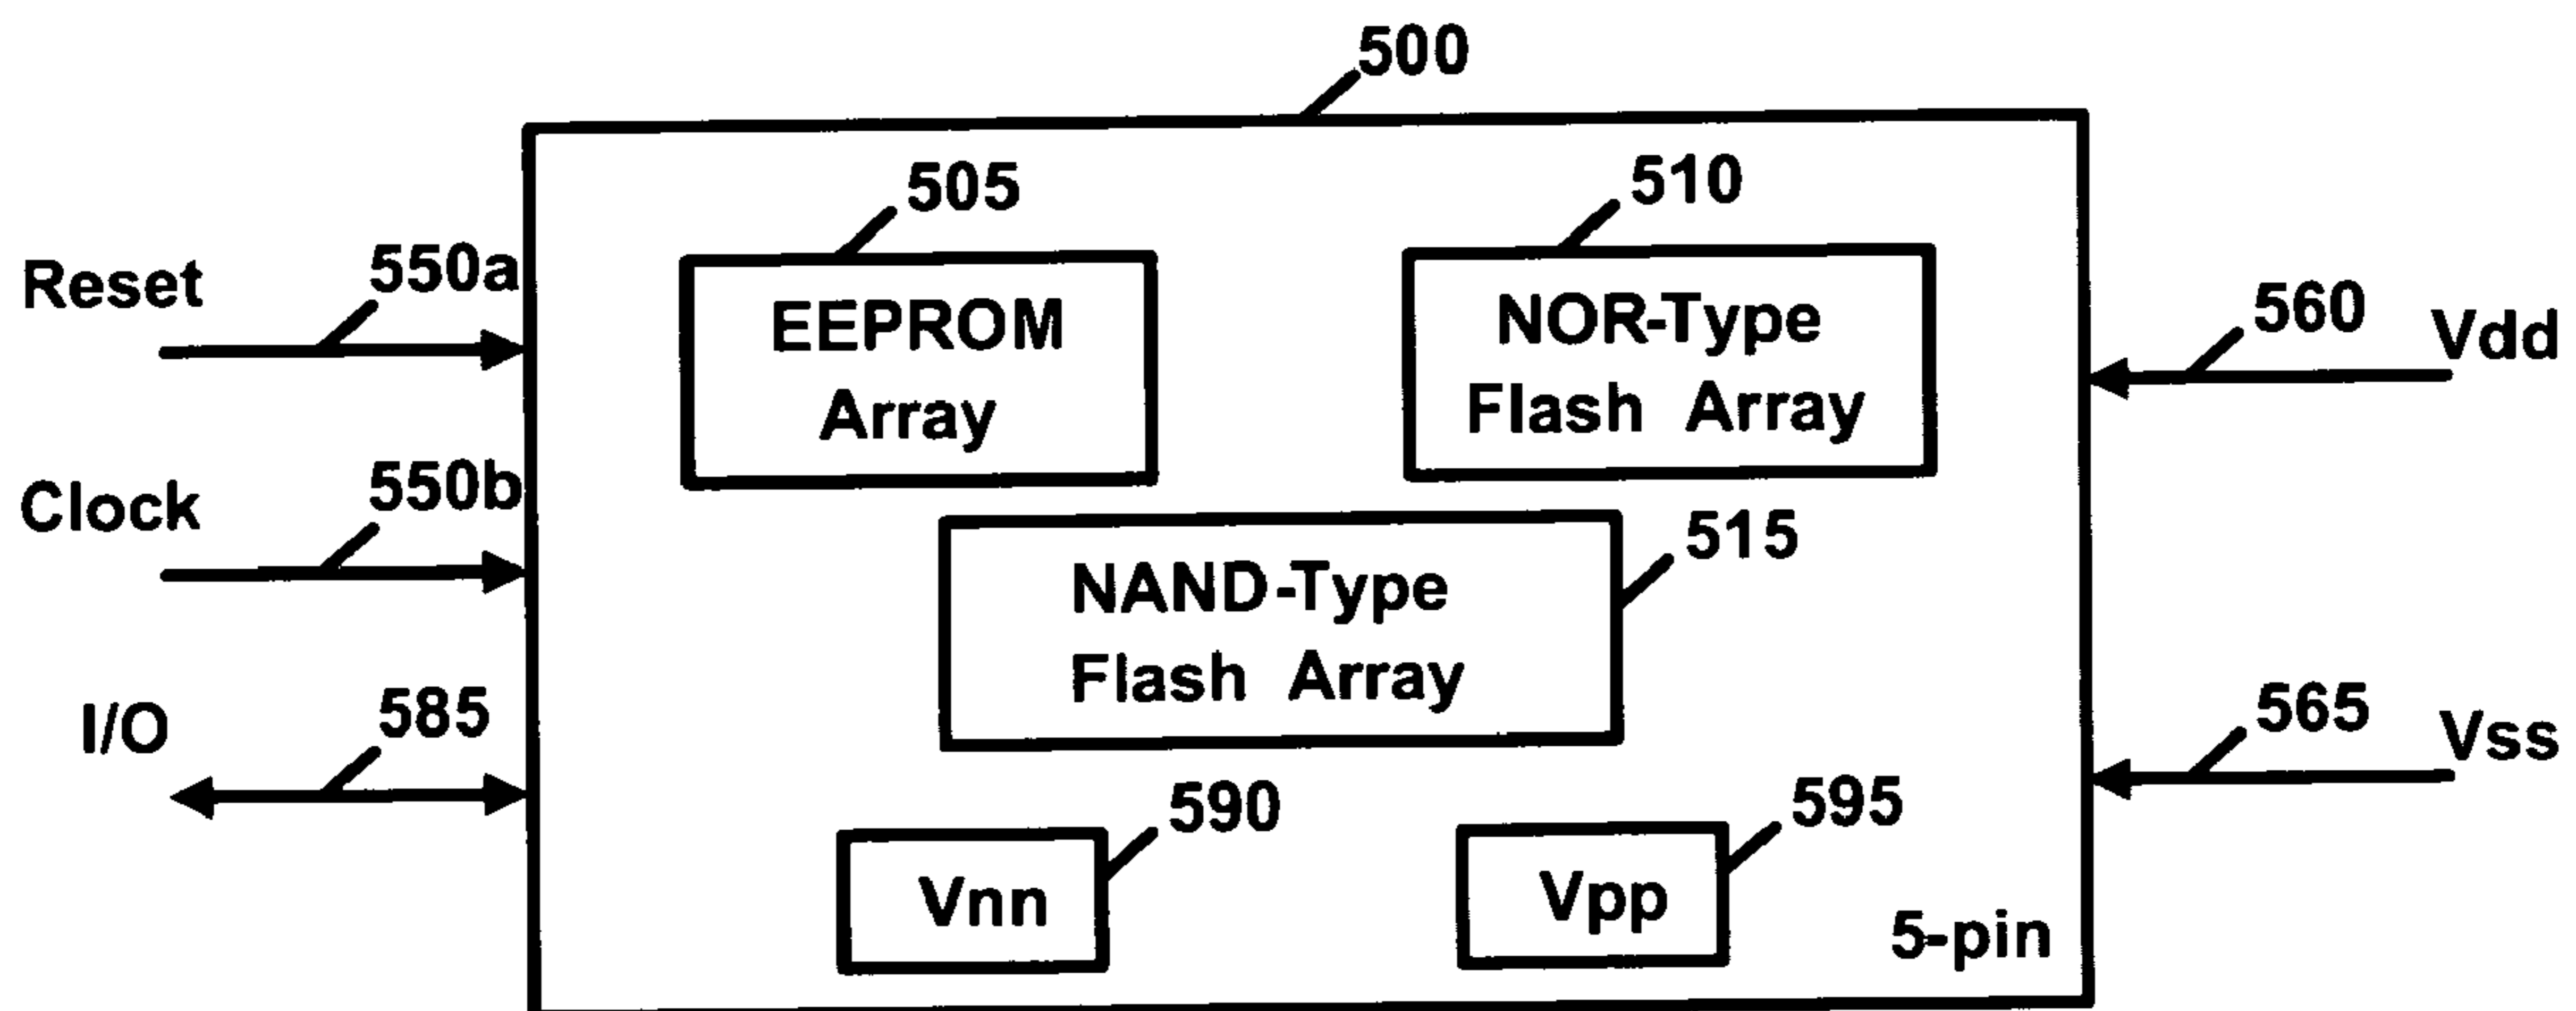 500
505
510
Reset
550a
EEPROM
Array
NOR-Type
Flash Array
560
Vdd
Clock
550b
515
NAND-Type
Flash Array
I/O
585
565
Vss
590
595
Vnn
Vpp
5-pin